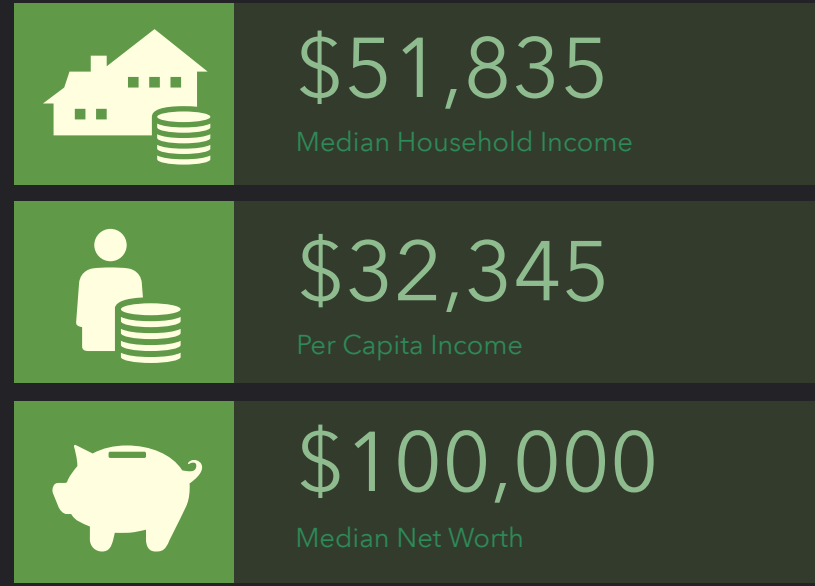 $51,835
Median Household Income
$32,345
Per Capita Income
$100,000
Median Net Worth